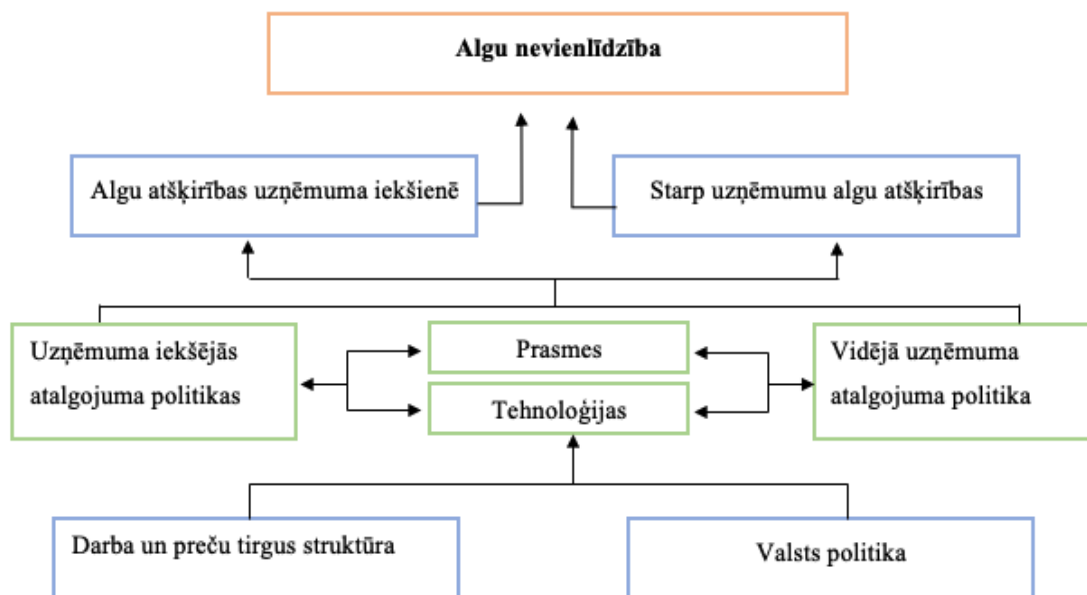 Algu nevienlīdzība
Algu atšķirības uzņēmuma iekšienē
Starp uzņēmumu algu atšķirības
Uzņēmuma iekšējās
atalgojuma politikas
Prasmes
Tehnoloģijas
Vidējā uzņēmuma
atalgojuma politika
Darba un preču tirgus struktūra
Valsts politika